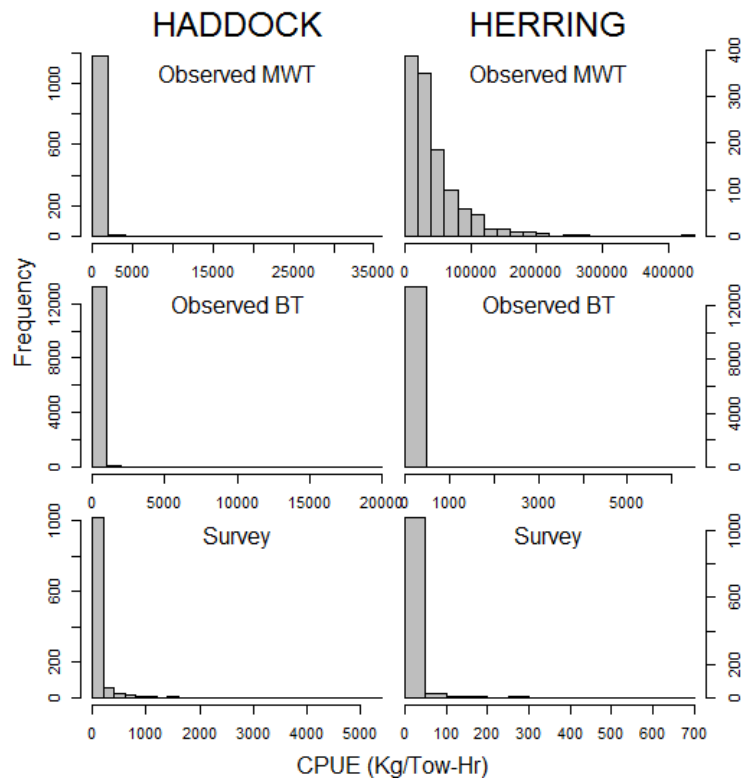 HADDOCK HERRING
Observed MWT Observed MWT
0 200 600 1000
0 100 200 300 400
0 5000 15000 25000 35000
0 100000 200000 300000 400000
Frequency
Observed BT Observed BT
0 4000 8000 12000
0 4000 8000 12000
0 5000 10000 15000 20000
0 1000 3000 5000
Survey Survey
0 200 600 1000
0 200 600 1000
0 1000 2000 3000 4000 5000
0 100 200 300 400 500 600 700
CPUE (Kg/Tow-Hr)